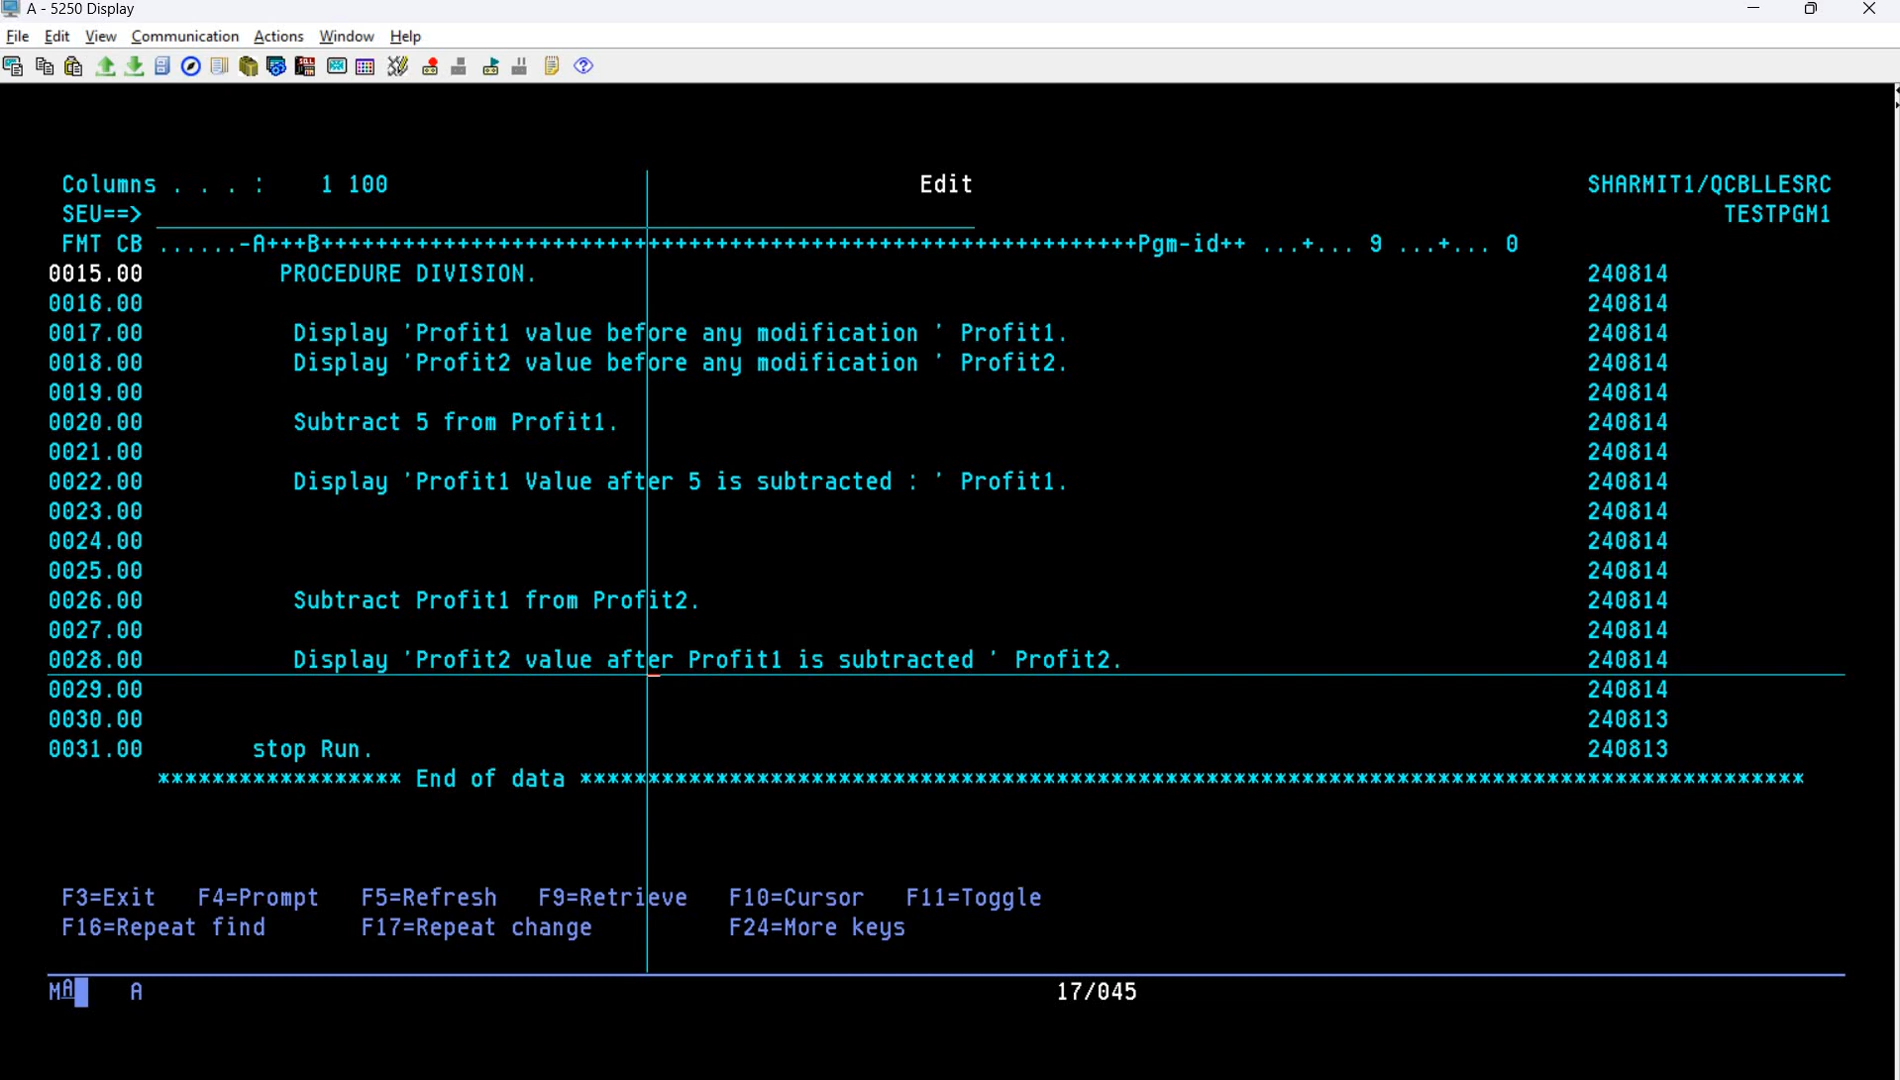 A - 5250 Display
File Edit View Communication Actions Window Help
Columns . . . : 1 100 Edit SHARMIT1/QCBLLESRC
SEU==> TESTPGM1
FMT CB ......-A+++B++++++++++++++++++++++++++++++++++++++++++++++++++++++++++++Pgm-id++ ...+... 9 ...+... 0
0015.00 PROCEDURE DIVISION. 240814
0016.00 240814
0017.00 Display 'Profit1 value before any modification ' Profit1. 240814
0018.00 Display 'Profit2 value before any modification ' Profit2. 240814
0019.00 240814
0020.00 Subtract 5 from Profit1. 240814
0021.00 240814
0022.00 Display 'Profit1 Value after 5 is subtracted : ' Profit1. 240814
0023.00 240814
0024.00 240814
0025.00 240814
0026.00 Subtract Profit1 from Profit2. 240814
0027.00 240814
0028.00 Display 'Profit2 value after Profit1 is subtracted ' Profit2. 240814
0029.00 240814
0030.00 240813
0031.00 stop Run. 240813
****************** End of data ******************************************************************************************
F3=Exit F4=Prompt F5=Refresh F9=Retrieve F10=Cursor F11=Toggle
F16=Repeat find F17=Repeat change F24=More keys
MA A 17/045